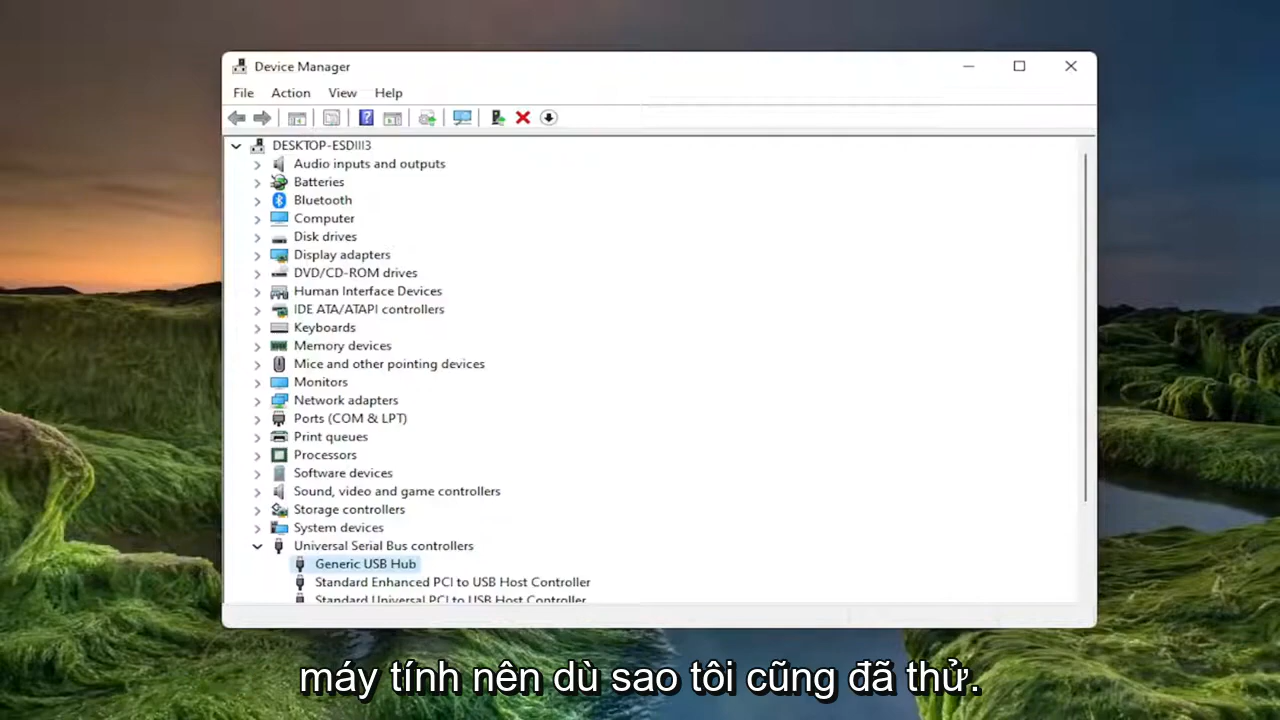 Device Manager
File Action View Help
DESKTOP-ESDIII3
Audio inputs and outputs
Batteries
Bluetooth
Computer
Disk drives
Display adapters
DVD/CD-ROM drives
Human Interface Devices
IDE ATA/ATAPI controllers
Keyboards
Memory devices
Mice and other pointing devices
Monitors
Network adapters
Ports (COM & LPT)
Print queues
Processors
Software devices
Sound, video and game controllers
Storage controllers
System devices
Universal Serial Bus controllers
Generic USB Hub
Standard Enhanced PCI to USB Host Controller
Standard Universal PCI to USB Host Controller
máy tính nên dù sao tôi cũng đã thử.